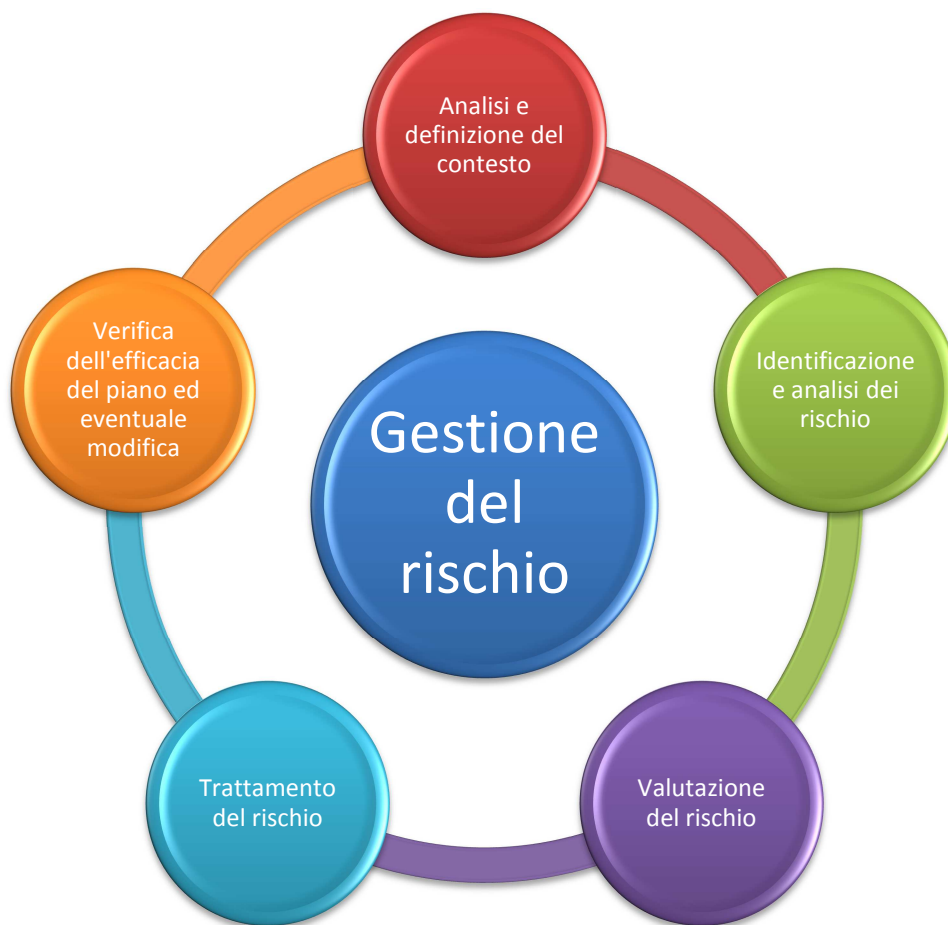 Analisi e
definizione del
contesto
Identificazione
e analisi dei
rischio
Valutazione
del rischio
Trattamento
del rischio
Verifica
dell'efficacia
del piano ed
eventuale
modifica
Gestione
del
rischio